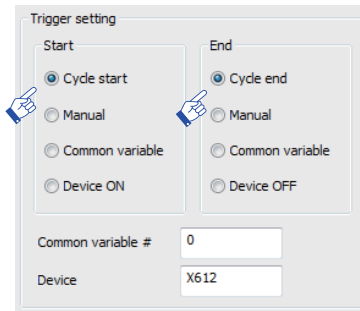 Trigger setting
Start End
Cycle start Cycle end
Manual Manual
Common variable Common variable
Device ON Device OFF
Common variable # 0
Device X612